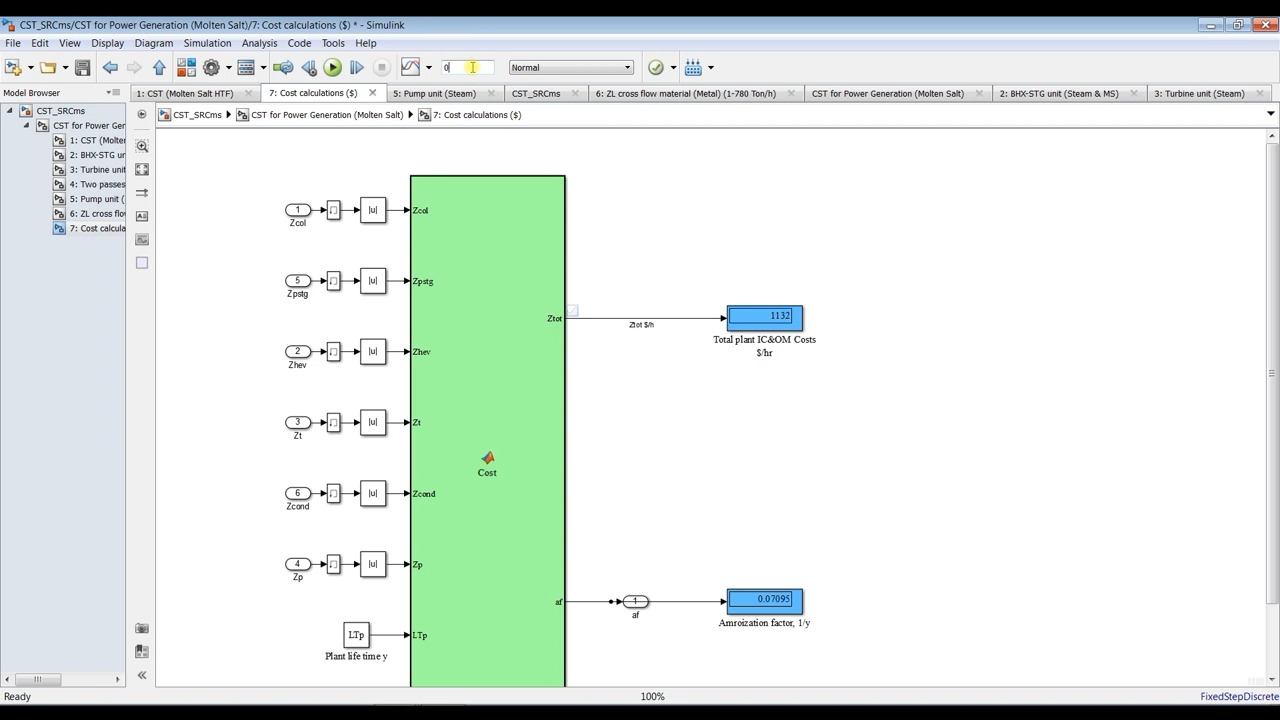 CST_SRCms/CST for Power Generation (Molten Salt)/7: Cost calculations ($) * - Simulink
File Edit View Display Diagram Simulation Analysis Code Tools Help
0 Normal
Model Browser
1: CST (Molten Salt HTF) 7: Cost calculations ($) 5: Pump unit (Steam) CST_SRCms 6: ZL cross flow material (Metal) (1-780 Ton/h) CST for Power Generation (Molten Salt) 2: BHX-STG unit (Steam & MS) 3: Turbine unit (Steam)
CST_SRCms CST for Power Generation (Molten Salt) 7: Cost calculations ($)
CST_SRCms
CST for Power Ger
1: CST (Molten
2: BHX-STG un
3: Turbine unit
4: Two passes
5: Pump unit (
6: ZL cross flo
7: Cost calcula
1 |u| Zcol
Zcol
5 |u| Zpstg
Zpstg
2 |u| Zhev
Zhev
3 |u| Zt
Zt
6 |u| Zcond
Zcond
4 |u| Zp
Zp
LTp LTp
Plant life time y
Cost
Ztot Ztot $/h 1132
Total plant IC&OM Costs
$/hr
af 1 0.07095
af Amroization factor, 1/y
Ready 100% FixedStepDiscrete